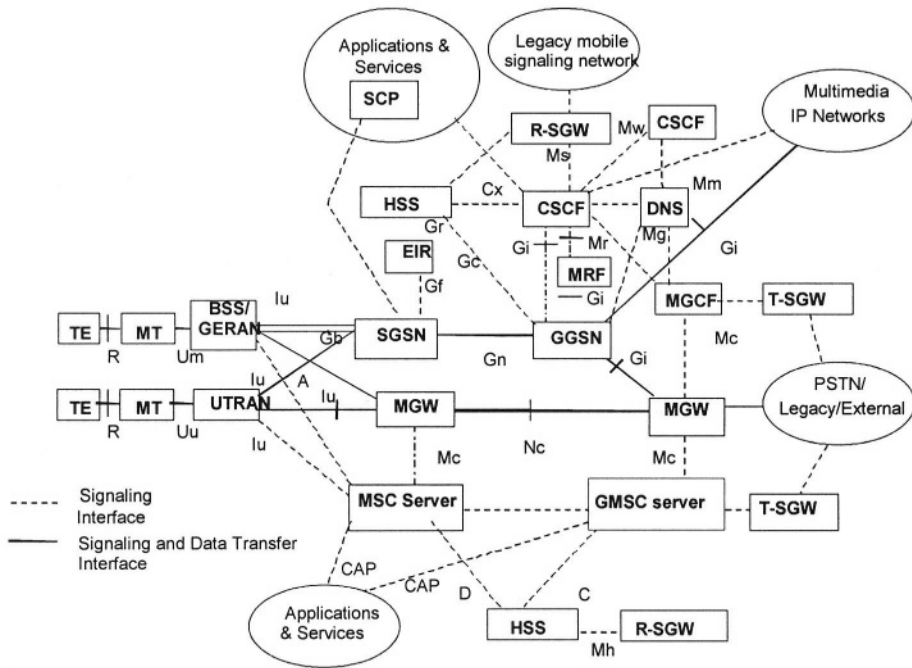 Applications &
Services
SCP
Legacy mobile
signaling network
Multimedia
IP Networks
R-SGW
Mw
CSCF
Ms
HSS
Cx
CSCF
DNS
Mm
Gr
EIR
Gc
Gi
Mr
Mg
Gi
Gf
MRF
Gi
MGCF
T-SGW
Iu
BSS/
GERAN
TE
MT
R
Um
Gb
SGSN
Gn
GGSN
Mc
Gi
Iu
A
Iu
TE
MT
UTRAN
R
Uu
Iu
MGW
Nc
MGW
PSTN/
Legacy/External
Mc
Mc
MSC Server
GMSC server
T-SGW
Signaling
Interface
Signaling and Data Transfer
Interface
CAP
CAP
D
C
Applications
& Services
HSS
Mh
R-SGW